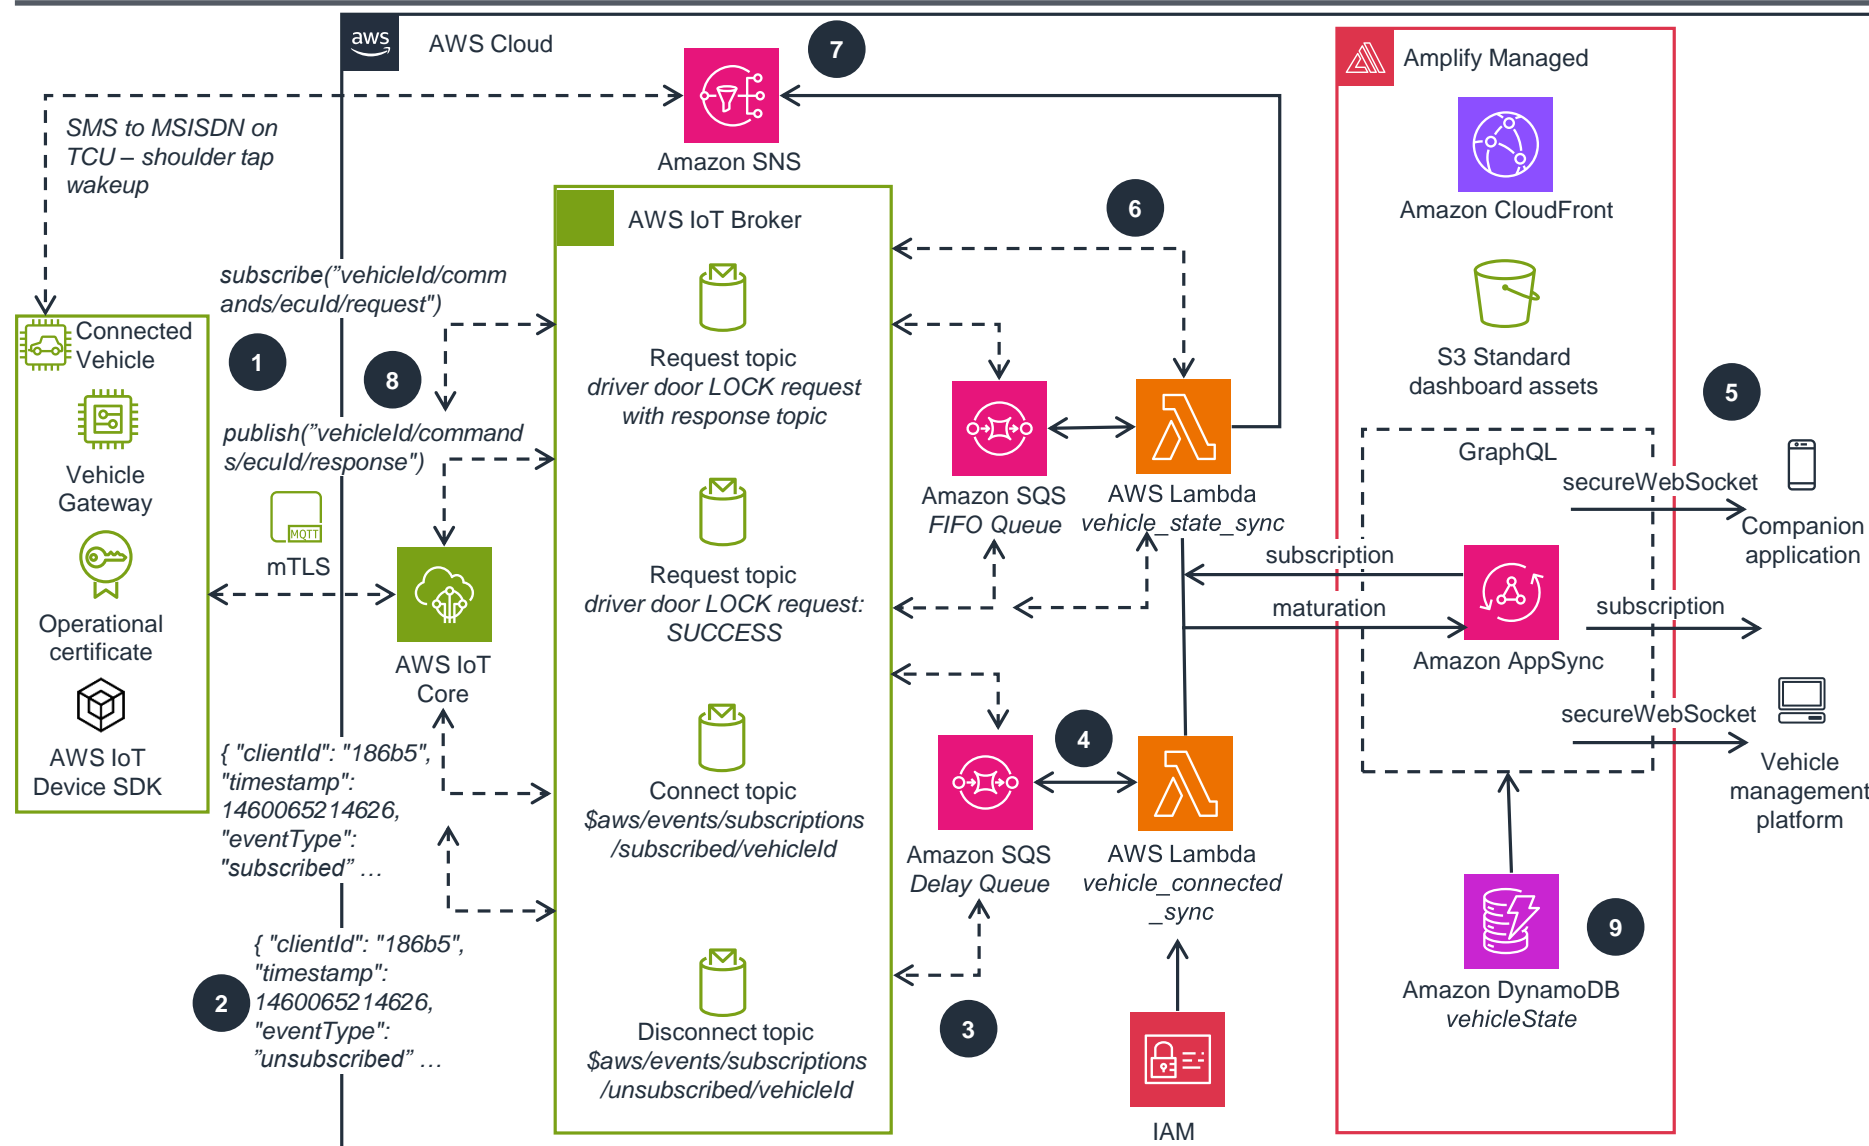 aws
AWS Cloud
7
Amplify Managed
SMS to MSISDN on
TCU – shoulder tap
wakeup
Amazon SNS
Amazon CloudFront
6
AWS IoT Broker
subscribe("vehicleId/comm
ands/ecuId/request")
Connected
Vehicle
1
8
Request topic
driver door LOCK request
with response topic
S3 Standard
dashboard assets
5
publish("vehicleId/command
s/ecuId/response")
Vehicle
Gateway
MQTT
mTLS
GraphQL
secureWebSocket
Companion
application
Amazon SQS
FIFO Queue
AWS Lambda
vehicle_state_sync
Request topic
driver door LOCK request:
SUCCESS
subscription
maturation
subscription
Operational
certificate
AWS IoT
Core
Amazon AppSync
secureWebSocket
AWS IoT
Device SDK
4
Vehicle
management
platform
{ "clientId": "186b5",
"timestamp":
1460065214626,
"eventType":
"subscribed” …
Connect topic
$aws/events/subscriptions
/subscribed/vehicleId
Amazon SQS
Delay Queue
AWS Lambda
vehicle_connected
_sync
9
{ "clientId": "186b5",
"timestamp":
1460065214626,
"eventType":
”unsubscribed” …
2
3
Amazon DynamoDB
vehicleState
Disconnect topic
$aws/events/subscriptions
/unsubscribed/vehicleId
IAM